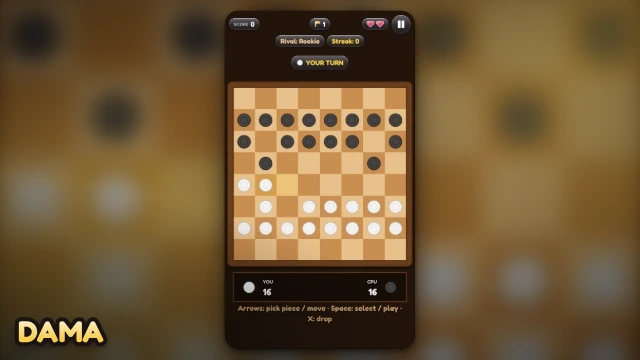 SCORE 0
1
Rival: Rookie
Streak: 0
YOUR TURN
YOU
16
CPU
16
Arrows: pick piece / move · Space: select / play ·
X: drop
DAMA